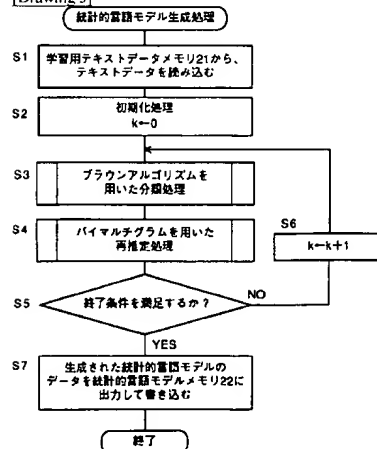 [Drawing 3]
統計的言語モデル生成処理
S1
学習用テキストデータメモリ21から、
テキストデータを読み込む
S2
初期化処理
k←0
S3
ブラウンアルゴリズムを
用いた分類処理
S4
バイマルチグラムを用いた
再推定処理
S6
k←k+1
S5
終了条件を満足するか？
NO
YES
S7
生成された統計的言語モデルの
データを統計的言語モデルメモリ22に
出力して書き込む
終了